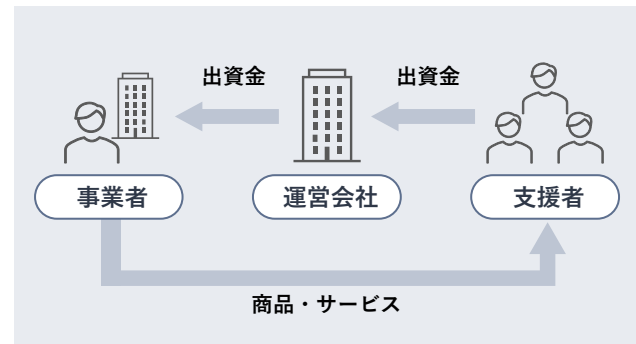 出資金
出資金
事業者
運営会社
支援者
商品・サービス